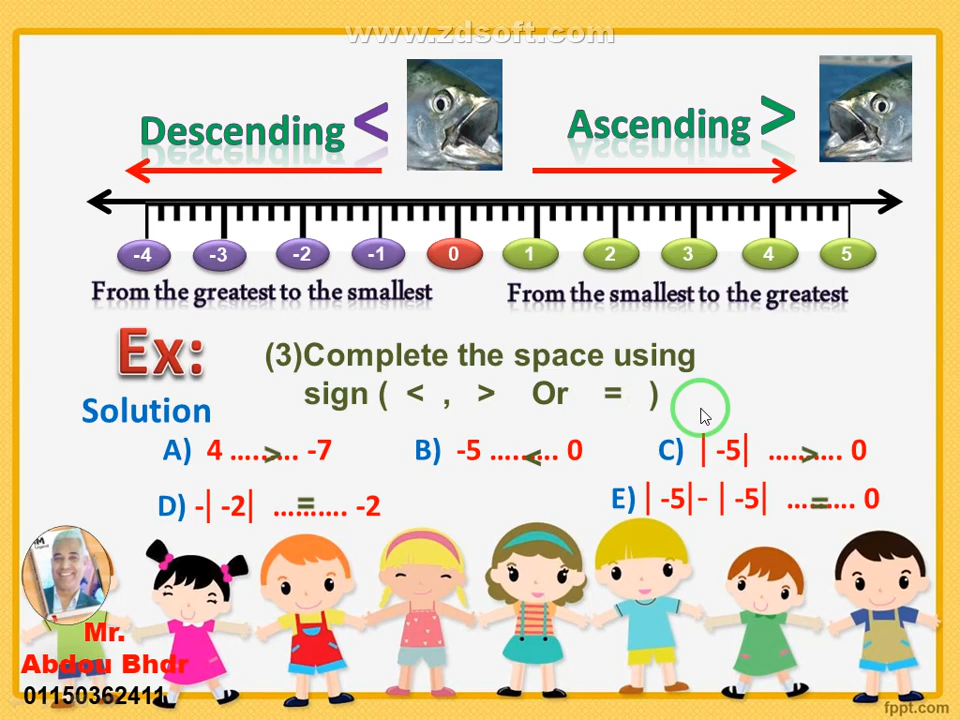 www.zdsoft.com
Descending <
Ascending >
-4 -3 -2 -1 0 1 2 3 4 5
From the greatest to the smallest
From the smallest to the greatest
Ex:
(3)Complete the space using
sign ( < , > Or = )
Solution
A) 4 ...>... -7
B) -5 ...<... 0
C) |-5| ...>... 0
D) -|-2| ...=... -2
E) |-5|- |-5| ...=... 0
Mr.
Abdou Bhdr
01150362411
fppt.com